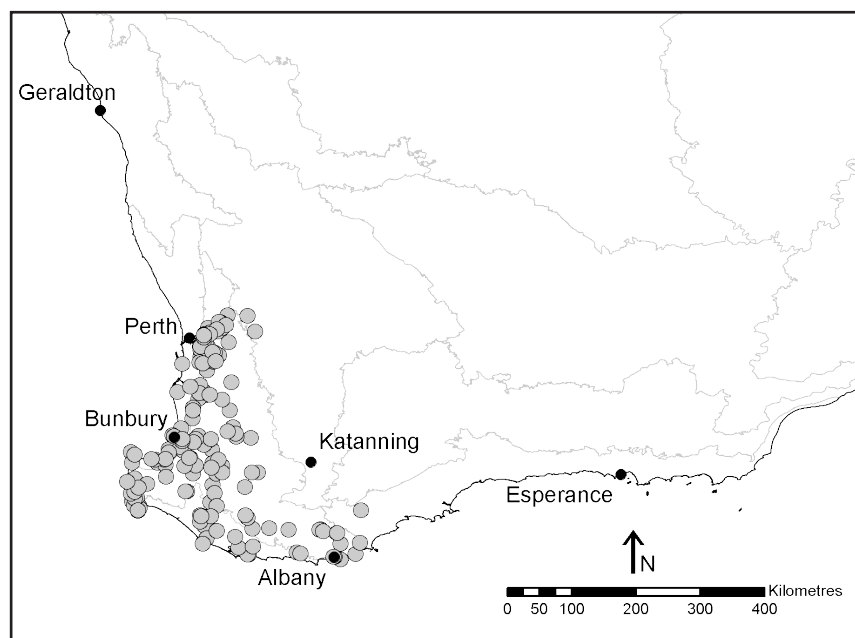 Geraldton
Perth
Bunbury
Katanning
Esperance
Albany
N
Kilometres
0 50 100 200 300 400